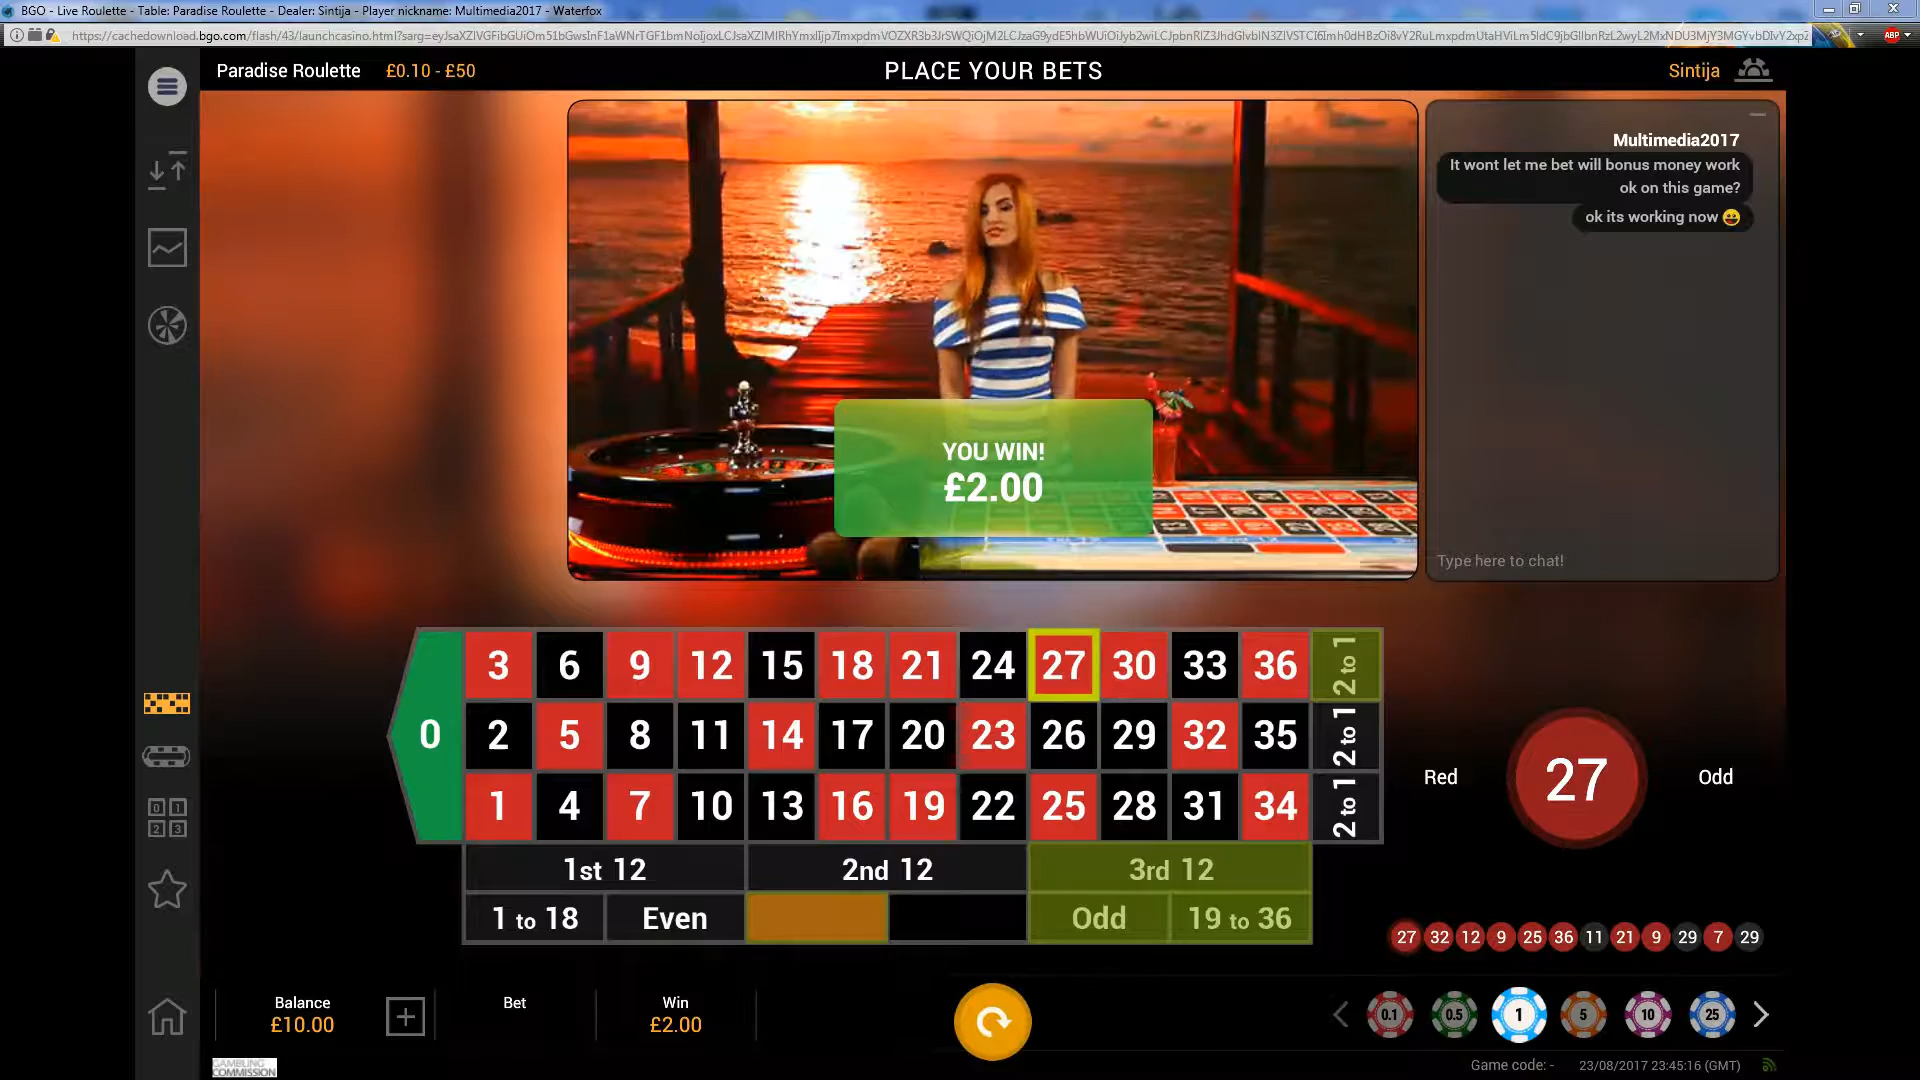 BGO - Live Roulette - Table: Paradise Roulette - Dealer: Sintija - Player nickname: Multimedia2017 - Waterfox
ABP
Paradise Roulette £0.10 - £50
PLACE YOUR BETS
Sintija
Multimedia2017
It wont let me bet will bonus money work
ok on this game?
ok its working now
YOU WIN!
£2.00
Type here to chat!
3 6 9 12 15 18 21 24 27 30 33 36 2 to 1
0 2 5 8 11 14 17 20 23 26 29 32 35 2 to 1
1 4 7 10 13 16 19 22 25 28 31 34 2 to 1
1st 12 2nd 12 3rd 12
1 to 18 Even Odd 19 to 36
Red 27 Odd
0 1
2 3
27 32 12 9 25 36 11 21 9 29 7 29
Balance Bet Win
£10.00 £2.00
0.1 0.5 1 5 10 25
GAMBLING
COMMISSION
Game code: - 23/08/2017 23:45:16 (GMT)